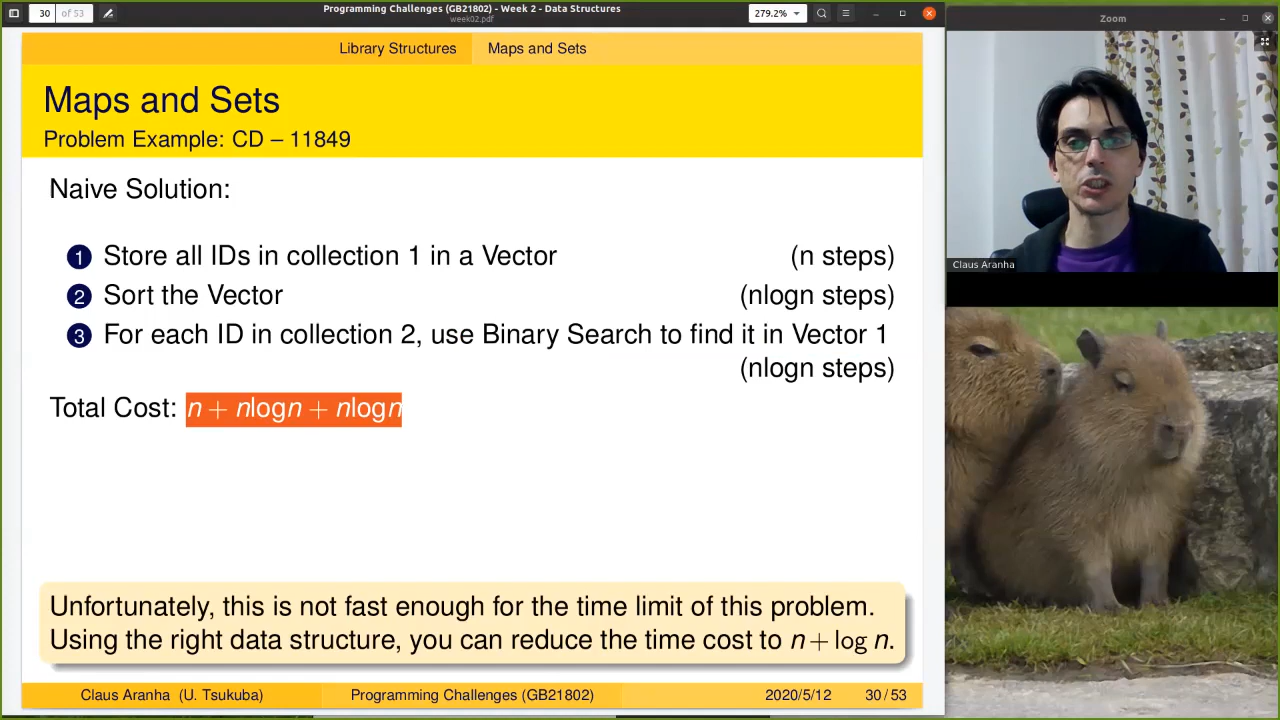 30 of 53
Programming Challenges (GB21802) - Week 2 - Data Structures
week02.pdf
279.2%
Zoom
Library Structures Maps and Sets
Maps and Sets
Problem Example: CD – 11849
Naive Solution:
1 Store all IDs in collection 1 in a Vector (n steps)
2 Sort the Vector (nlogn steps)
3 For each ID in collection 2, use Binary Search to find it in Vector 1
(nlogn steps)
Total Cost: n + nlogn + nlogn
Unfortunately, this is not fast enough for the time limit of this problem.
Using the right data structure, you can reduce the time cost to n + log n.
Claus Aranha (U. Tsukuba) Programming Challenges (GB21802) 2020/5/12 30 / 53
Claus Aranha